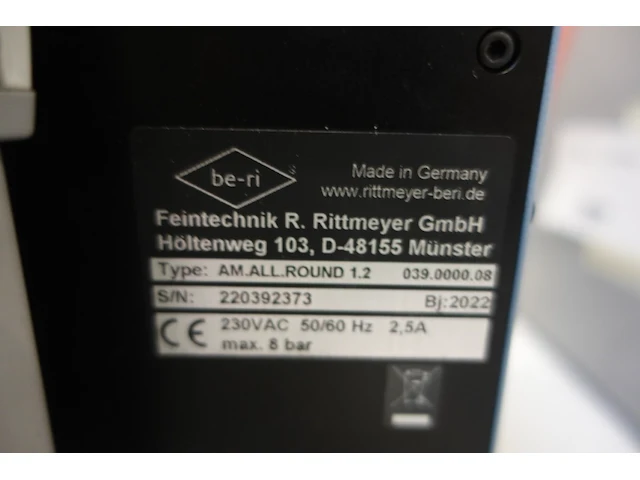 be-ri
Made in Germany
www.rittmeyer-beri.de
Feintechnik R. Rittmeyer GmbH
Höltenweg 103, D-48155 Münster
Type: AM.ALL.ROUND 1.2 039.0000.08
S/N: 220392373 Bj:2022
CE 230VAC 50/60 Hz 2,5A
max. 8 bar